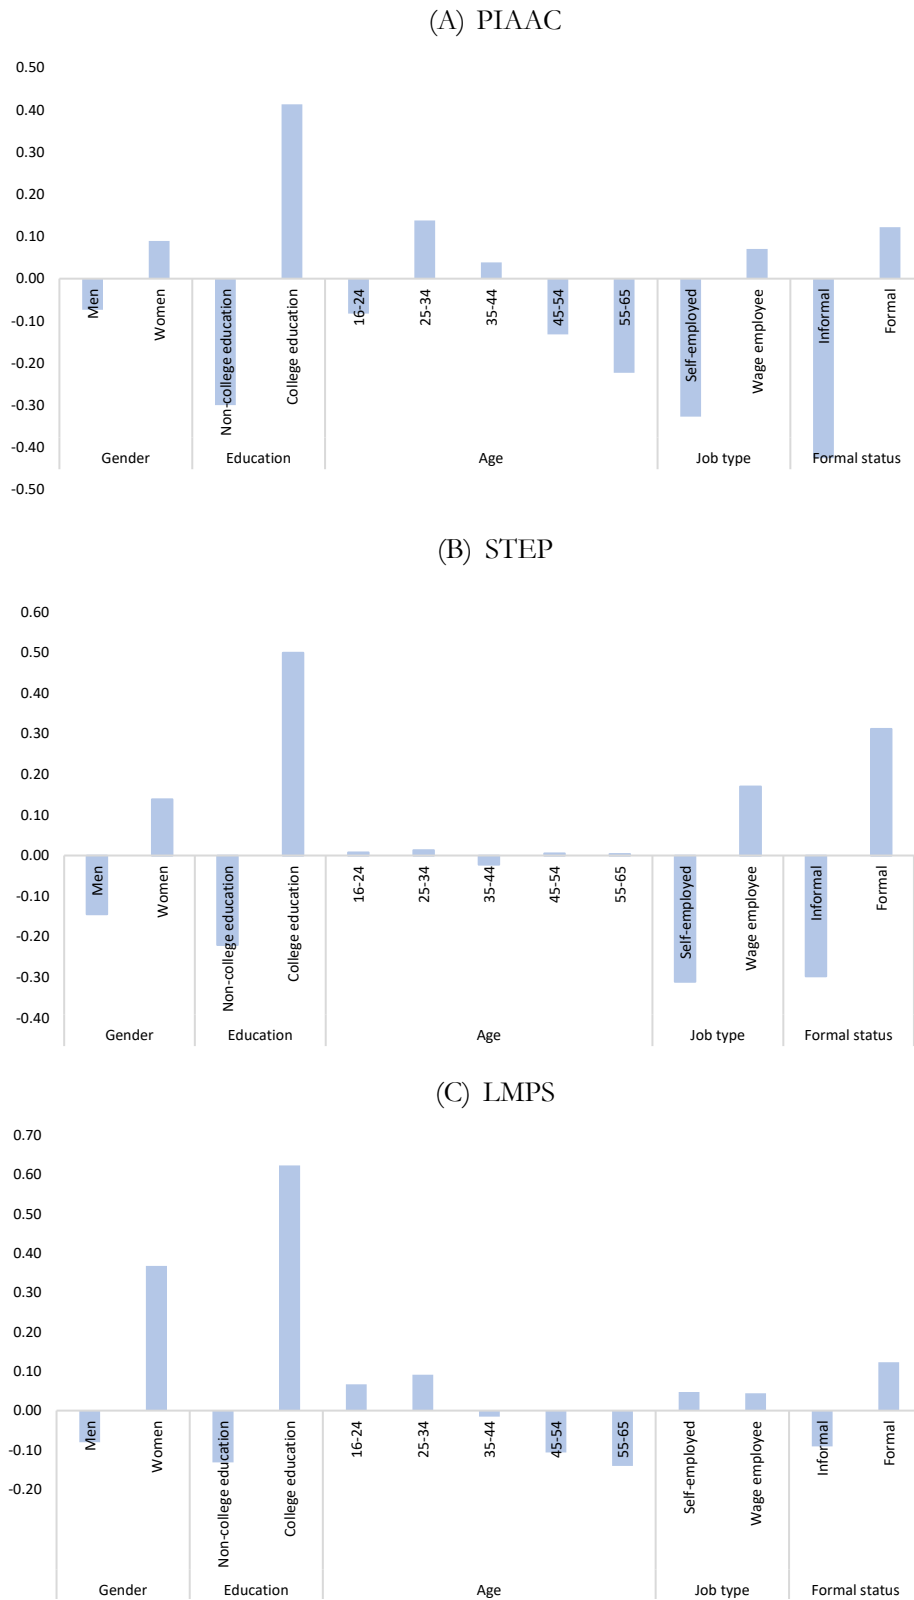 (A) PIAAC
0.50
0.40
0.30
0.20
0.10
0.00
-0.10
-0.20
-0.30
-0.40
-0.50
Men
Women
Non-college education
College education
16-24
25-34
35-44
45-54
55-65
Self-employed
Wage employee
Informal
Formal
Gender
Education
Age
Job type
Formal status
(B) STEP
0.60
0.50
0.40
0.30
0.20
0.10
0.00
-0.10
-0.20
-0.30
-0.40
Men
Women
Non-college education
College education
16-24
25-34
35-44
45-54
55-65
Self-employed
Wage employee
Informal
Formal
Gender
Education
Age
Job type
Formal status
(C) LMPS
0.70
0.60
0.50
0.40
0.30
0.20
0.10
0.00
-0.10
-0.20
Men
Women
Non-college education
College education
16-24
25-34
35-44
45-54
55-65
Self-employed
Wage employee
Informal
Formal
Gender
Education
Age
Job type
Formal status